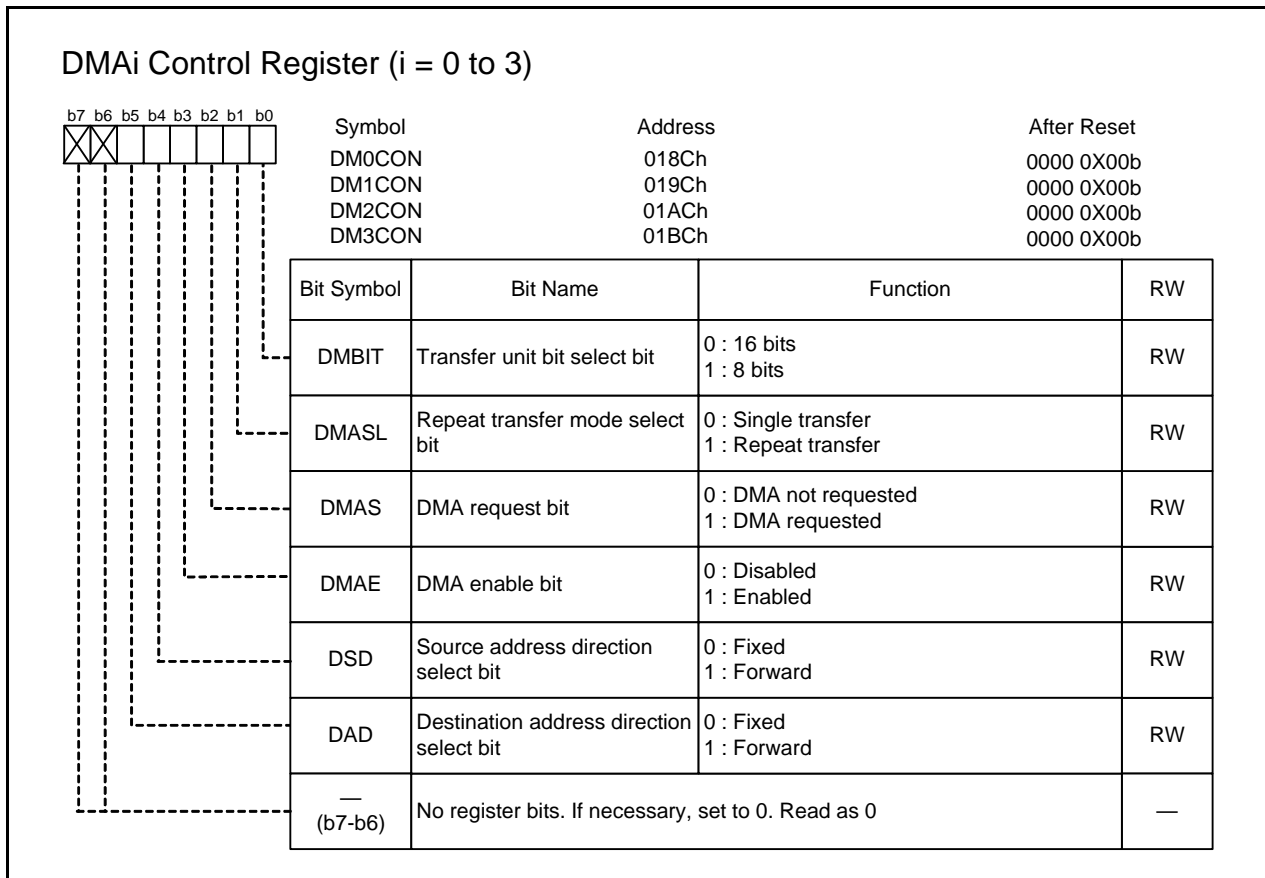 DMAi Control Register (i = 0 to 3)
b7 b6 b5 b4 b3 b2 b1 b0
Symbol Address After Reset
DM0CON 018Ch 0000 0X00b
DM1CON 019Ch 0000 0X00b
DM2CON 01ACh 0000 0X00b
DM3CON 01BCh 0000 0X00b
Bit Symbol Bit Name Function RW
DMBIT Transfer unit bit select bit 0 : 16 bits
1 : 8 bits RW
DMASL Repeat transfer mode select
bit 0 : Single transfer
1 : Repeat transfer RW
DMAS DMA request bit 0 : DMA not requested
1 : DMA requested RW
DMAE DMA enable bit 0 : Disabled
1 : Enabled RW
DSD Source address direction
select bit 0 : Fixed
1 : Forward RW
DAD Destination address direction
select bit 0 : Fixed
1 : Forward RW
—
(b7-b6) No register bits. If necessary, set to 0. Read as 0 —